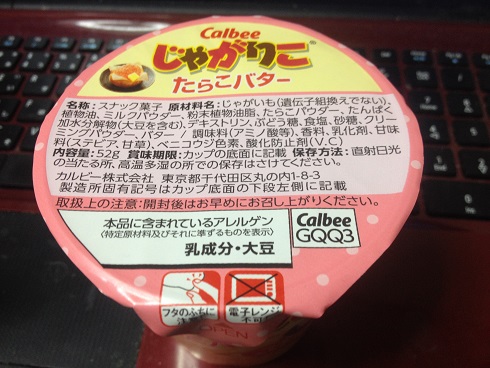 Calbee
じゃがりこ®
たらこバター
名称:スナック菓子 原材料名:じゃがいも(遺伝子組換えでない)、
植物油、ミルクパウダー、粉末植物油脂、たらこパウダー、たんぱく
加水分解物(大豆を含む)、デキストリン、ぶどう糖、食塩、砂糖、クリー
ミングパウダー、バター/調味料(アミノ酸等)、香料、乳化剤、甘味
料(ステビア、甘草)、ベニコウジ色素、酸化防止剤(V.C)
内容量:52g 賞味期限:カップの底面に記載 保存方法:直射日光
の当たる所、高温多湿の所での保存はさけてください。
カルビー株式会社 東京都千代田区丸の内1-8-3
製造所固有記号はカップ底面の下段左側に記載
取扱上の注意:開封後はお早めにお召し上がりください。
本品に含まれているアレルゲン
(特定原材料及びそれに準ずるものを表示)
乳成分・大豆
Calbee
GQQ3
フタのふちに
電子レンジ